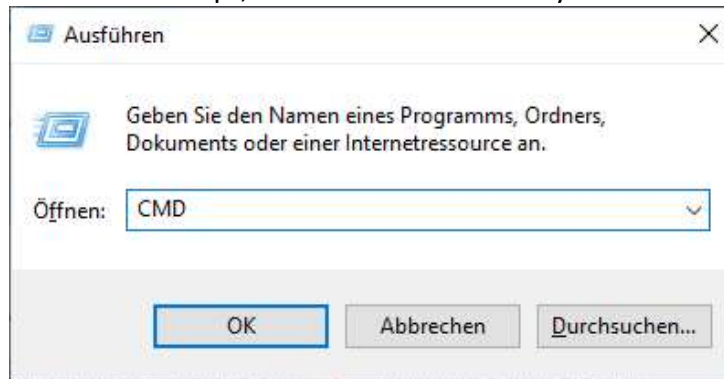 Ausführen
Geben Sie den Namen eines Programms, Ordners,
Dokuments oder einer Internetressource an.
Öffnen: CMD
OK Abbrechen Durchsuchen...